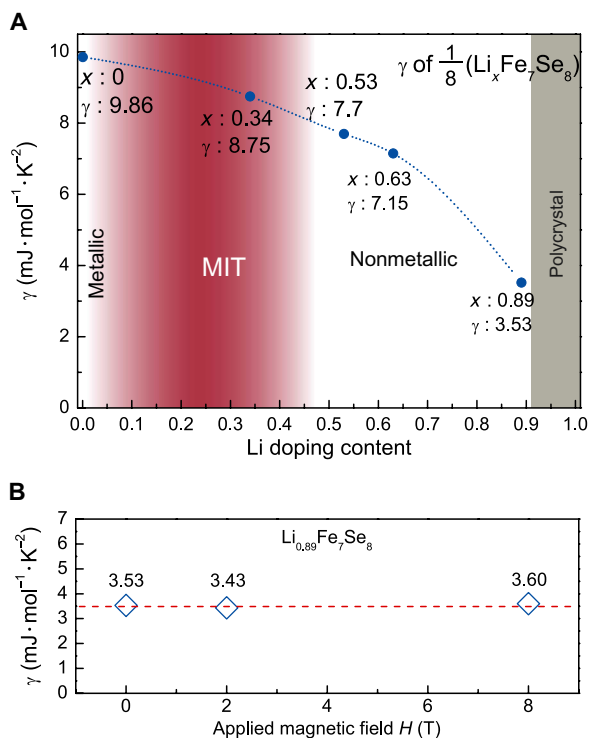 A
γ of 1/8 (LiₓFe₇Se₈)
x : 0
γ : 9.86
x : 0.34
γ : 8.75
x : 0.53
γ : 7.7
x : 0.63
γ : 7.15
x : 0.89
γ : 3.53
Metallic
MIT
Nonmetallic
Polycrystal
10
8
6
4
2
0
γ (mJ·mol⁻¹·K⁻²)
0.0 0.1 0.2 0.3 0.4 0.5 0.6 0.7 0.8 0.9 1.0
Li doping content
B
Li₀.₈₉Fe₇Se₈
3.53 3.43 3.60
7
6
5
4
3
2
1
0
γ (mJ·mol⁻¹·K⁻²)
0 2 4 6 8
Applied magnetic field H (T)